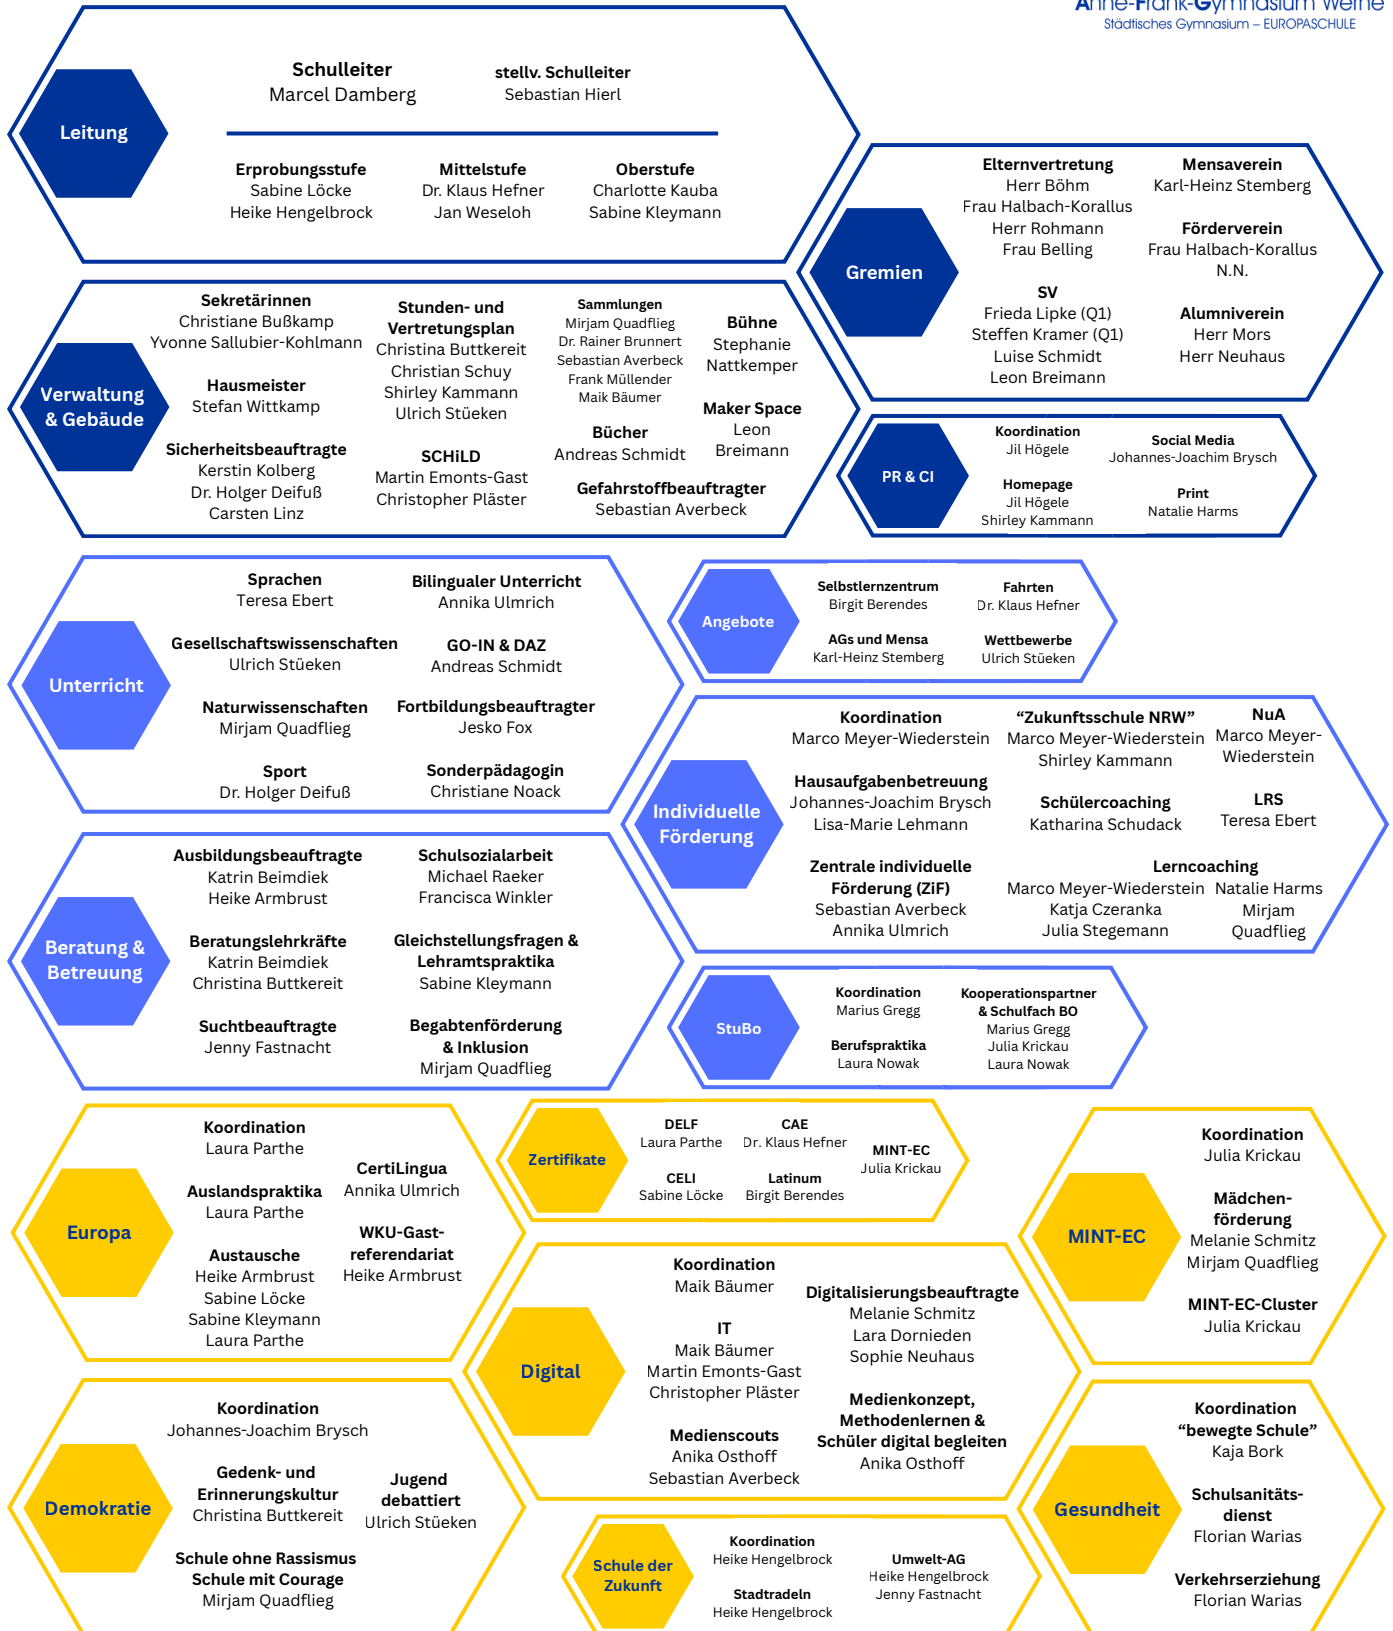 Anne-Frank-Gymnasium Werne
Städtisches Gymnasium – EUROPASCHULE
Leitung
Schulleiter
Marcel Damberg
stellv. Schulleiter
Sebastian Hierl
Erprobungsstufe
Sabine Löcke
Heike Hengelbrock
Mittelstufe
Dr. Klaus Hefner
Jan Weseloh
Oberstufe
Charlotte Kauba
Sabine Kleymann
Gremien
Elternvertretung
Herr Böhm
Frau Halbach-Korallus
Herr Rohmann
Frau Belling
SV
Frieda Lipke (Q1)
Steffen Kramer (Q1)
Luise Schmidt
Leon Breimann
Mensaverein
Karl-Heinz Stemberg
Förderverein
Frau Halbach-Korallus
N.N.
Alumniverein
Herr Mors
Herr Neuhaus
Verwaltung
& Gebäude
Sekretärinnen
Christiane Bußkamp
Yvonne Sallubier-Kohlmann
Hausmeister
Stefan Wittkamp
Sicherheitsbeauftragte
Kerstin Kolberg
Dr. Holger Deifuß
Carsten Linz
Stunden- und
Vertretungsplan
Christina Buttkereit
Christian Schuy
Shirley Kammann
Ulrich Stüeken
SCHiLD
Martin Emonts-Gast
Christopher Pläster
Sammlungen
Mirjam Quadflieg
Dr. Rainer Brunnert
Sebastian Averbeck
Frank Müllender
Maik Bäumer
Bücher
Andreas Schmidt
Gefahrstoffbeauftragter
Sebastian Averbeck
Bühne
Stephanie
Nattkemper
Maker Space
Leon
Breimann
PR & CI
Koordination
Jil Högele
Homepage
Jil Högele
Shirley Kammann
Social Media
Johannes-Joachim Brysch
Print
Natalie Harms
Unterricht
Sprachen
Teresa Ebert
Gesellschaftswissenschaften
Ulrich Stüeken
Naturwissenschaften
Mirjam Quadflieg
Sport
Dr. Holger Deifuß
Bilingualer Unterricht
Annika Ulmrich
GO-IN & DAZ
Andreas Schmidt
Fortbildungsbeauftragter
Jesko Fox
Sonderpädagogin
Christiane Noack
Angebote
Selbstlernzentrum
Birgit Berendes
AGs und Mensa
Karl-Heinz Stemberg
Fahrten
Dr. Klaus Hefner
Wettbewerbe
Ulrich Stüeken
Individuelle
Förderung
Koordination
Marco Meyer-Wiederstein
Hausaufgabenbetreuung
Johannes-Joachim Brysch
Lisa-Marie Lehmann
Zentrale individuelle
Förderung (ZiF)
Sebastian Averbeck
Annika Ulmrich
“Zukunftsschule NRW”
Marco Meyer-Wiederstein
Shirley Kammann
Schülercoaching
Katharina Schudack
NuA
Marco Meyer-
Wiederstein
LRS
Teresa Ebert
Lerncoaching
Marco Meyer-Wiederstein
Katja Czeranka
Julia Stegemann
Natalie Harms
Mirjam
Quadflieg
Beratung &
Betreuung
Ausbildungsbeauftragte
Katrin Beimdiek
Heike Armbrust
Beratungslehrkräfte
Katrin Beimdiek
Christina Buttkereit
Suchtbeauftragte
Jenny Fastnacht
Schulsozialarbeit
Michael Raeker
Francisca Winkler
Gleichstellungsfragen &
Lehramtspraktika
Sabine Kleymann
Begabtenförderung
& Inklusion
Mirjam Quadflieg
StuBo
Koordination
Marius Gregg
Berufspraktika
Laura Nowak
Kooperationspartner
& Schulfach BO
Marius Gregg
Julia Krickau
Laura Nowak
Europa
Koordination
Laura Parthe
Auslandspraktika
Laura Parthe
Austausche
Heike Armbrust
Sabine Löcke
Sabine Kleymann
Laura Parthe
CertiLingua
Annika Ulmrich
WKU-Gast-
referendariat
Heike Armbrust
Zertifikate
DELF
Laura Parthe
CELI
Sabine Löcke
CAE
Dr. Klaus Hefner
Latinum
Birgit Berendes
MINT-EC
Julia Krickau
MINT-EC
Koordination
Julia Krickau
Mädchen-
förderung
Melanie Schmitz
Mirjam Quadflieg
MINT-EC-Cluster
Julia Krickau
Digital
Koordination
Maik Bäumer
IT
Maik Bäumer
Martin Emonts-Gast
Christopher Pläster
Medienscouts
Anika Osthoff
Sebastian Averbeck
Digitalisierungsbeauftragte
Melanie Schmitz
Lara Dornieden
Sophie Neuhaus
Medienkonzept,
Methodenlernen &
Schüler digital begleiten
Anika Osthoff
Demokratie
Koordination
Johannes-Joachim Brysch
Gedenk- und
Erinnerungskultur
Christina Buttkereit
Schule ohne Rassismus
Schule mit Courage
Mirjam Quadflieg
Jugend
debattiert
Ulrich Stüeken
Schule der
Zukunft
Koordination
Heike Hengelbrock
Stadtradeln
Heike Hengelbrock
Umwelt-AG
Heike Hengelbrock
Jenny Fastnacht
Gesundheit
Koordination
“bewegte Schule”
Kaja Bork
Schulsanitäts-
dienst
Florian Warias
Verkehrserziehung
Florian Warias